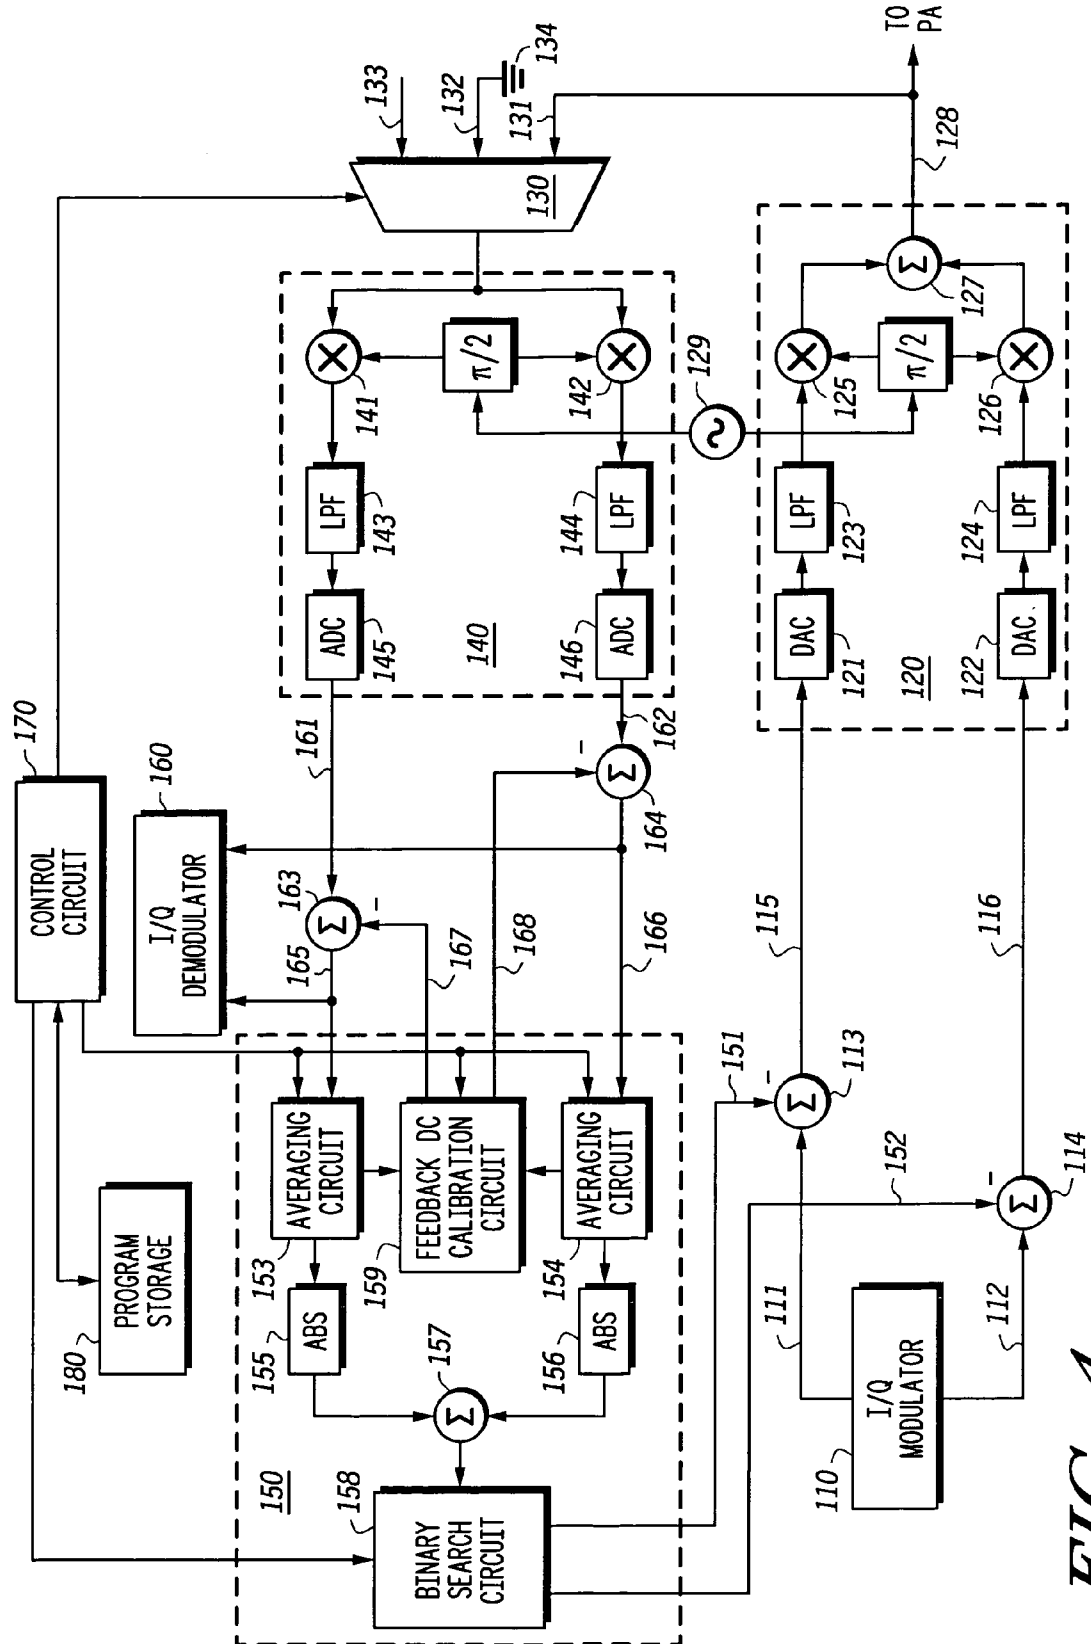 170
CONTROL
CIRCUIT
180
PROGRAM
STORAGE
160
I/Q
DEMODULATOR
150
158
BINARY
SEARCH
CIRCUIT
157
Σ
155
ABS
153
AVERAGING
CIRCUIT
159
FEEDBACK DC
CALIBRATION
CIRCUIT
154
AVERAGING
CIRCUIT
156
ABS
165
163
Σ
-
161
167
168
166
164
Σ
-
162
140
145
ADC
143
LPF
141
X
π/2
146
ADC
144
LPF
142
X
130
133
132
134
131
129
~
151
152
110
I/Q
MODULATOR
111
112
113
Σ
-
114
Σ
-
115
116
120
121
DAC
123
LPF
125
X
π/2
122
DAC
124
LPF
126
X
127
Σ
128
TO
PA
FIG.